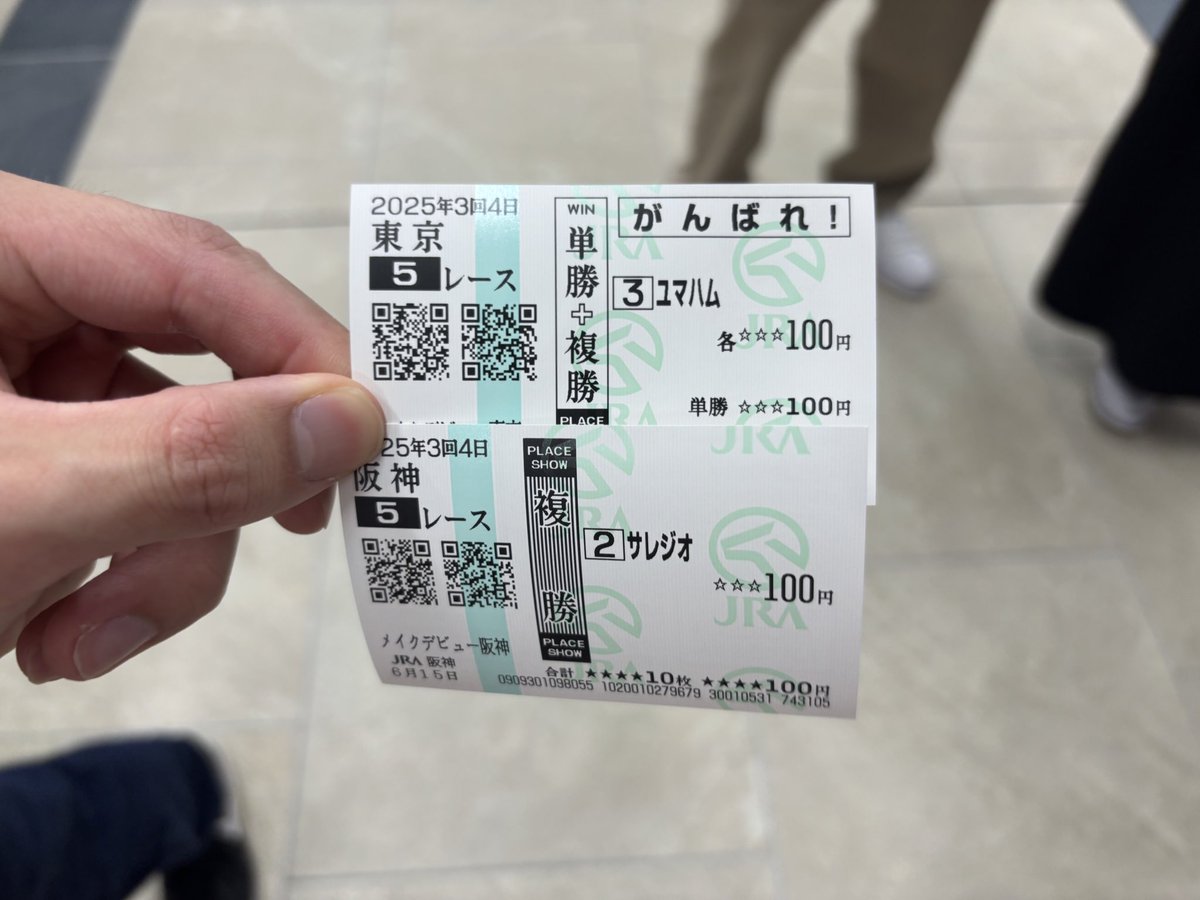 2025年3回4日
東京
5 レース
WIN
単勝+複勝
PLACE
がんばれ!
3 ユマハム
各☆☆☆100円
単勝 ☆☆☆100円
JRA
25年3回4日
阪神
5 レース
PLACE
SHOW
複勝
PLACE
SHOW
2 サレジオ
☆☆☆100円
JRA
メイクデビュー阪神
JRA 阪神
6月15日
合計 ★★★★10枚 ★★★★100円
0909301098055 1020010279679 30010531 743105